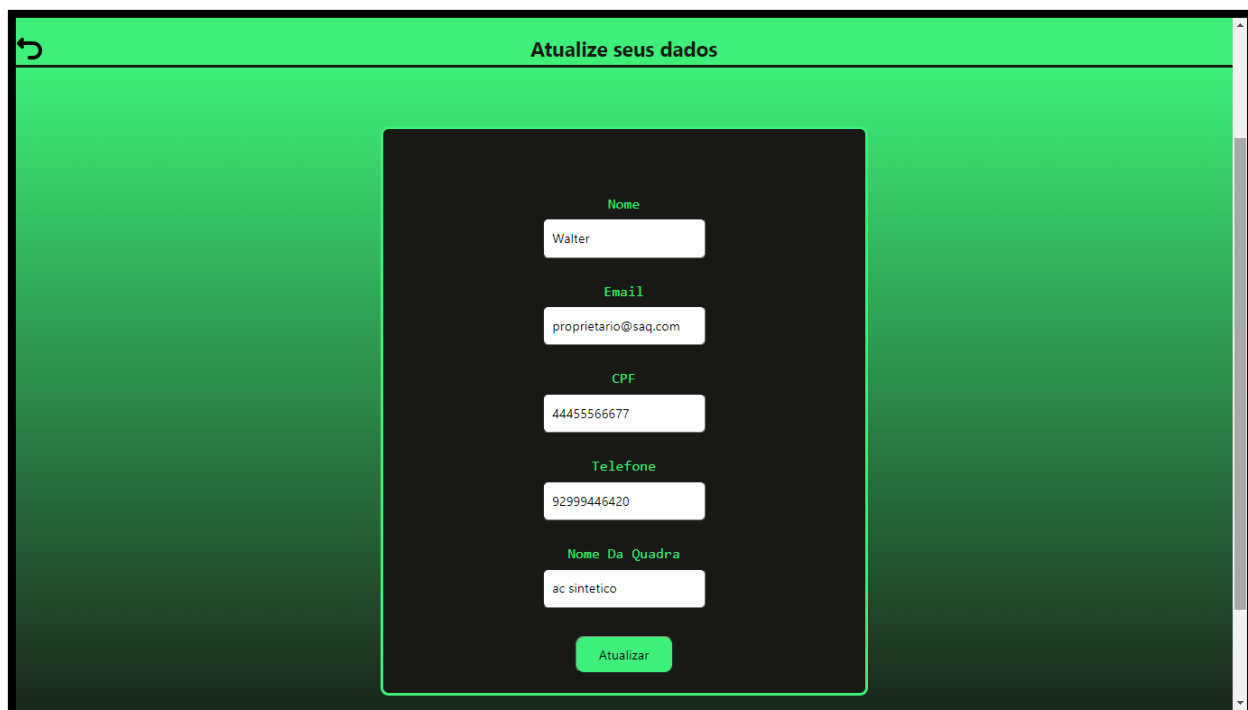 Atualize seus dados
Nome
Walter
Email
proprietario@saq.com
CPF
44455566677
Telefone
92999446420
Nome Da Quadra
ac sintetico
Atualizar